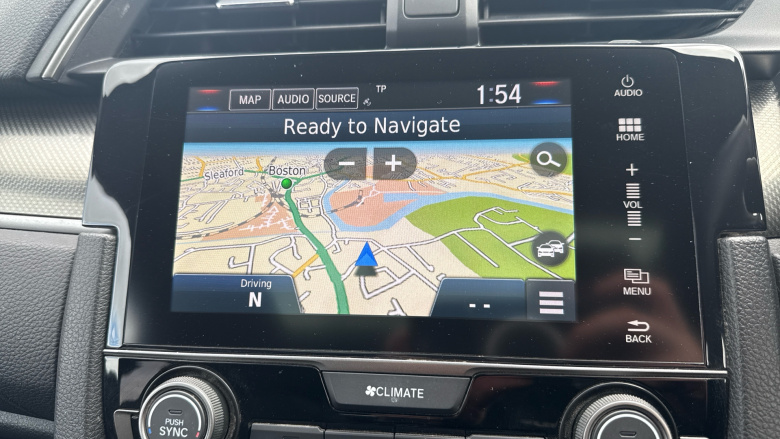 MAP AUDIO SOURCE TP 1:54
AUDIO
Ready to Navigate
HOME
− +
Sleaford Boston
+
VOL
−
Driving
N
--
MENU
BACK
CLIMATE
PUSH
SYNC